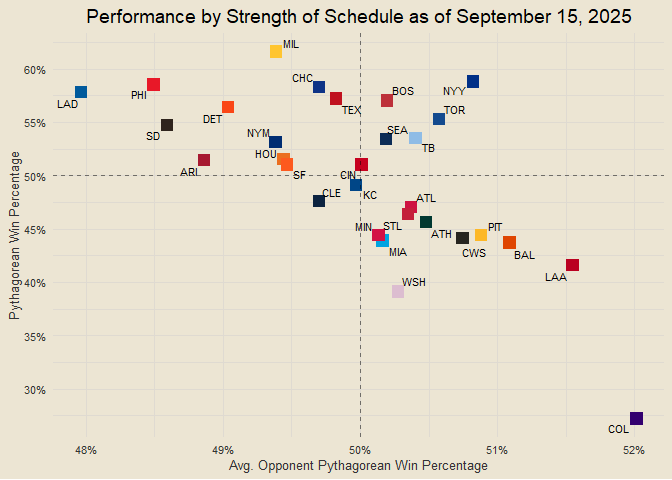 Performance by Strength of Schedule as of September 15, 2025
Pythagorean Win Percentage
60%
55%
50%
45%
40%
35%
30%
MIL
CHC
LAD
PHI
DET
TEX
BOS
NYY
TOR
SD
NYM
SEA
TB
HOU
ARI
SF
CIN
KC
CLE
ATL
STL
MIN
MIA
ATH
PIT
CWS
BAL
LAA
WSH
COL
48%
49%
50%
51%
52%
Avg. Opponent Pythagorean Win Percentage